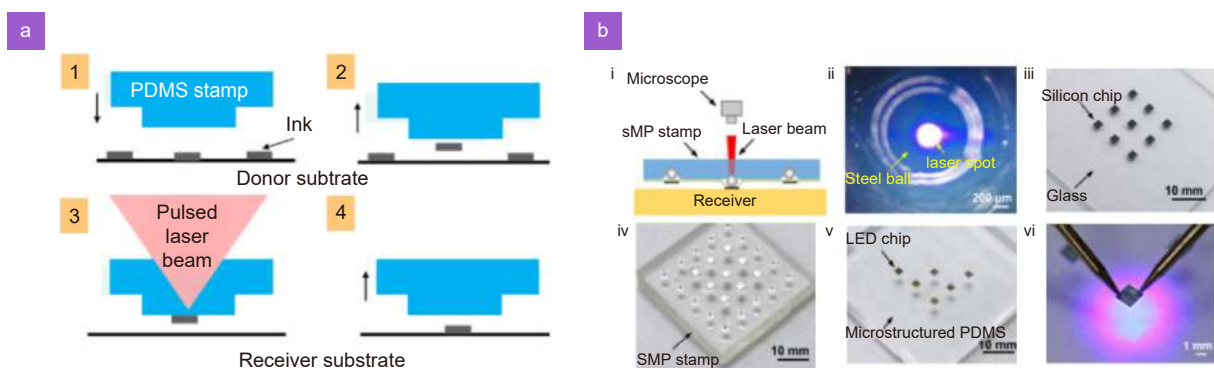 a
1
PDMS stamp
2
Ink
Donor subtrate
3
Pulsed
laser
beam
4
Receiver substrate
b
i
Microscope
sMP stamp
Laser beam
Receiver
ii
laser spot
Steel ball
200 μm
iii
Silicon chip
Glass
10 mm
iv
SMP stamp
10 mm
v
LED chip
Microstructured PDMS
10 mm
vi
1 mm